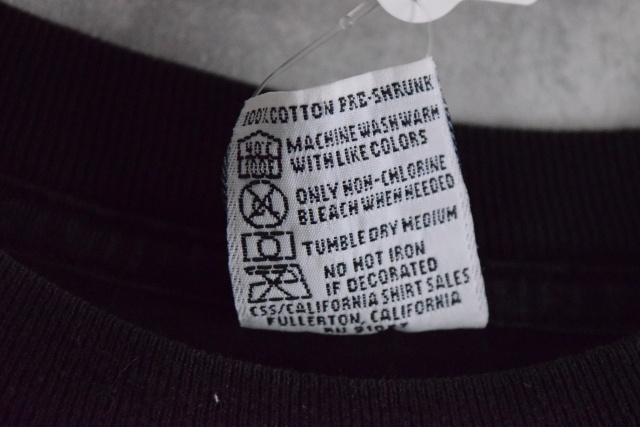 100% COTTON PRE-SHRUNK
MACHINE WASH WARM
WITH LIKE COLORS
ONLY NON-CHLORINE
BLEACH WHEN NEEDED
TUMBLE DRY MEDIUM
NO HOT IRON
IF DECORATED
CSS/CALIFORNIA SHIRT SALES
FULLERTON, CALIFORNIA
RN